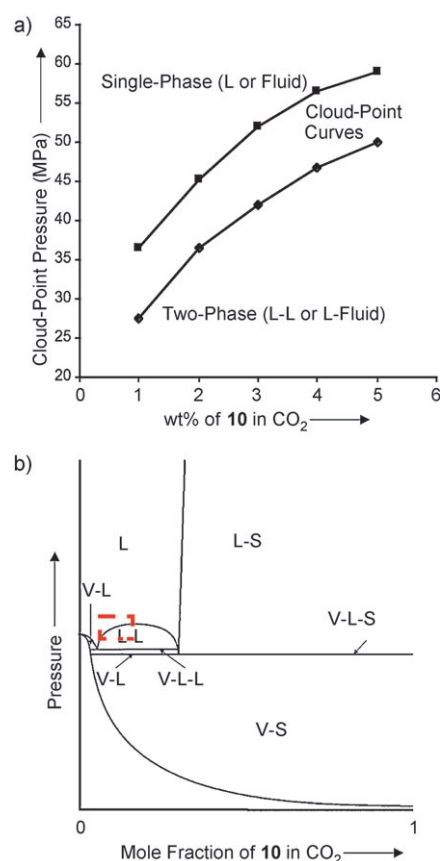 a)
Cloud-Point Pressure (MPa)
65
60
55
50
45
40
35
30
25
20
Single-Phase (L or Fluid)
Cloud-Point
Curves
Two-Phase (L-L or L-Fluid)
0 1 2 3 4 5 6
wt% of 10 in CO₂
b)
Pressure
L
L-S
V-L
L-L
V-L-S
V-L
V-L-L
V-S
0
1
Mole Fraction of 10 in CO₂